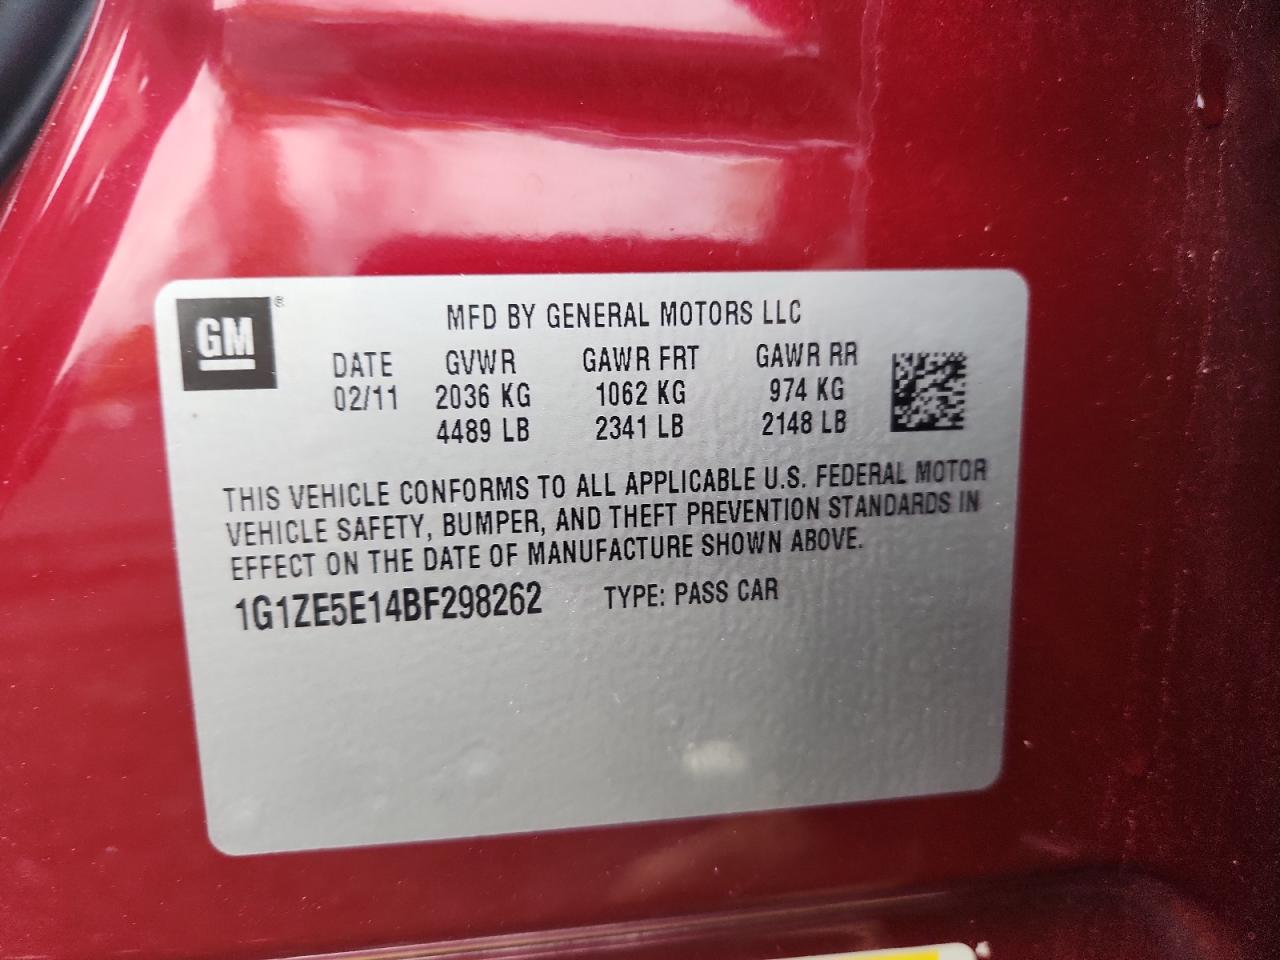 GM ®
MFD BY GENERAL MOTORS LLC
DATE GVWR GAWR FRT GAWR RR
02/11 2036 KG 1062 KG 974 KG
4489 LB 2341 LB 2148 LB
THIS VEHICLE CONFORMS TO ALL APPLICABLE U.S. FEDERAL MOTOR
VEHICLE SAFETY, BUMPER, AND THEFT PREVENTION STANDARDS IN
EFFECT ON THE DATE OF MANUFACTURE SHOWN ABOVE.
1G1ZE5E14BF298262 TYPE: PASS CAR